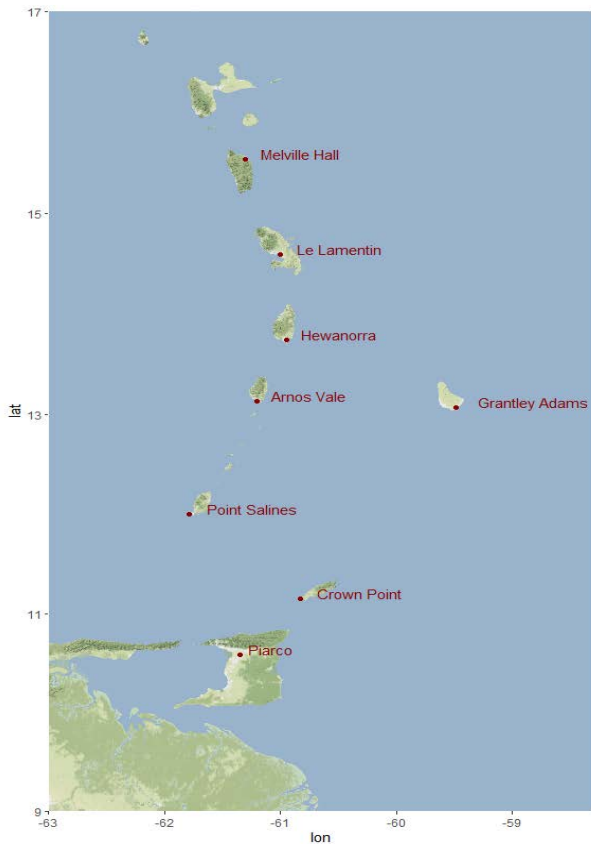 17
Melville Hall
15
Le Lamentin
Hewanorra
Arnos Vale
Grantley Adams
13
lat
Point Salines
Crown Point
11
Piarco
9
-63
-62
-61
-60
-59
lon